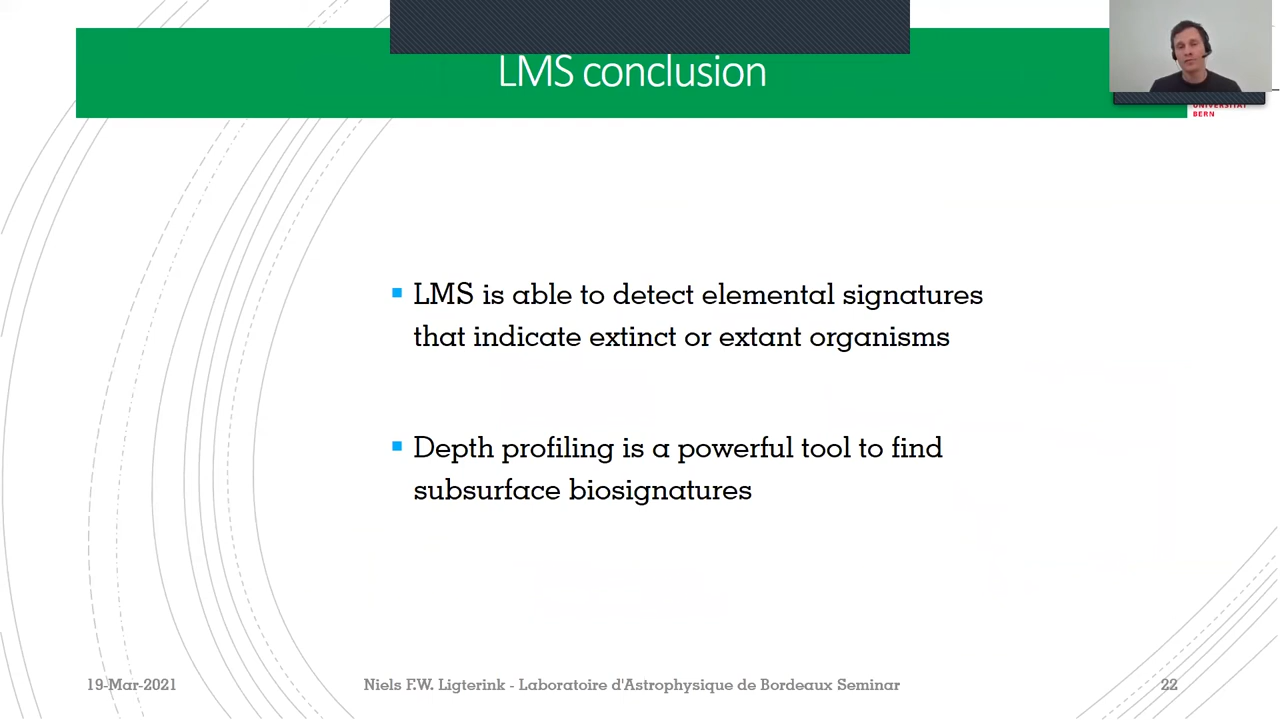 LMS conclusion
UNIVERSITÄT
BERN
LMS is able to detect elemental signatures
that indicate extinct or extant organisms
Depth profiling is a powerful tool to find
subsurface biosignatures
19-Mar-2021
Niels F.W. Ligterink - Laboratoire d'Astrophysique de Bordeaux Seminar
22